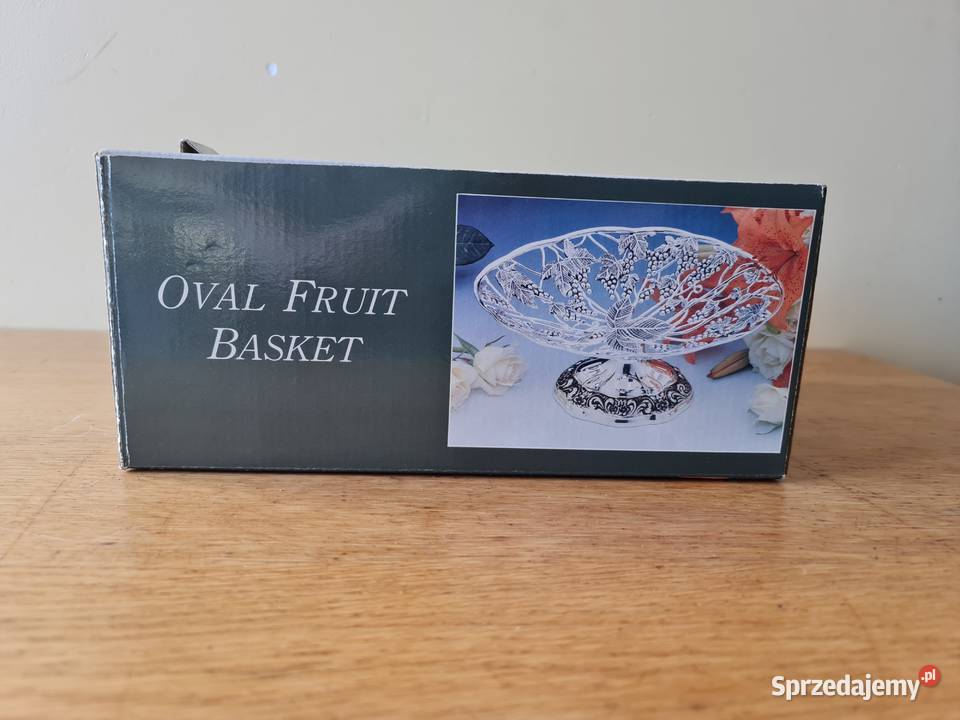 OVAL FRUIT
BASKET
Sprzedajemy.pl